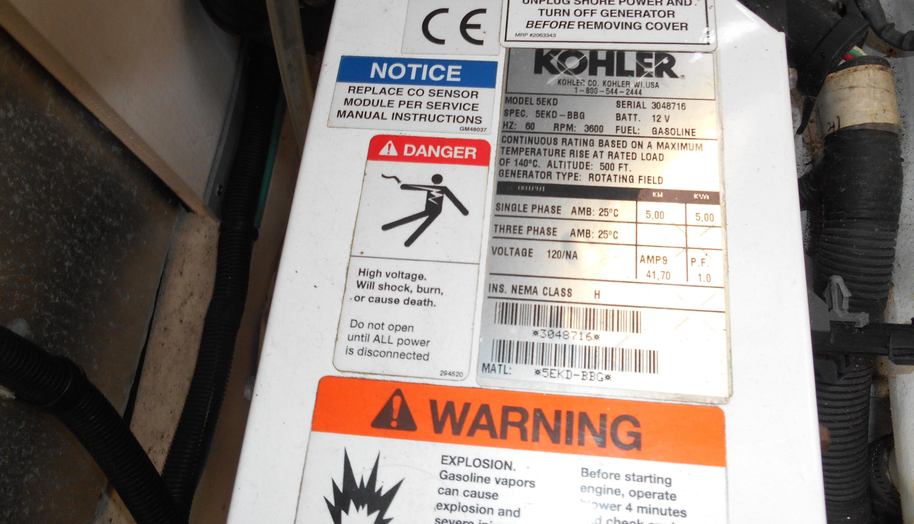 CE
UNPLUG SHORE POWER AND
TURN OFF GENERATOR
BEFORE REMOVING COVER
MRP #2063343
NOTICE
REPLACE CO SENSOR
MODULE PER SERVICE
MANUAL INSTRUCTIONS
GM48037
DANGER
High voltage.
Will shock, burn,
or cause death.
Do not open
until ALL power
is disconnected
294520
KOHLER
KOHLER CO. KOHLER WI. USA
1-800-544-2444
MODEL 5EKD SERIAL 3048716
SPEC. 5EKD-BBG BATT. 12 V
HZ: 60 RPM: 3600 FUEL: GASOLINE
CONTINUOUS RATING BASED ON A MAXIMUM
TEMPERATURE RISE AT RATED LOAD
OF 140°C. ALTITUDE: 500 FT.
GENERATOR TYPE: ROTATING FIELD
OUTPUT KW KVA
SINGLE PHASE AMB: 25°C 5,00 5,00
THREE PHASE AMB: 25°C
VOLTAGE 120/NA AMPS P.F.
41,70 1.0
INS. NEMA CLASS H
*3048716*
MATL: *5EKD-BBG*
WARNING
EXPLOSION.
Gasoline vapors
can cause
explosion and
Before starting
engine, operate
4 minutes